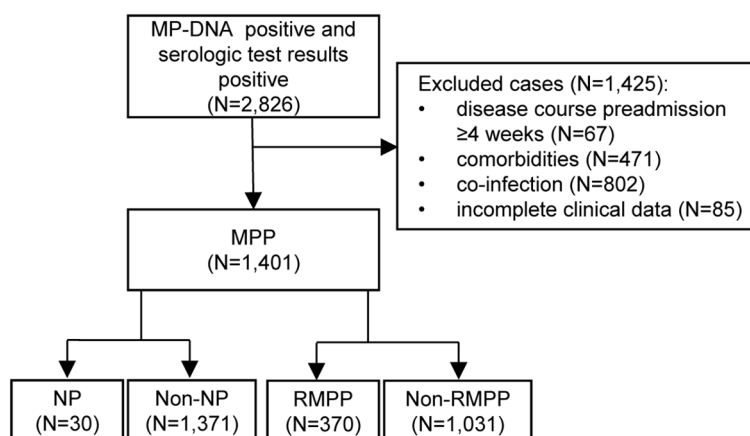 MP-DNA positive and
serologic test results
positive
(N=2,826)
Excluded cases (N=1,425):
• disease course preadmission
≥4 weeks (N=67)
• comorbidities (N=471)
• co-infection (N=802)
• incomplete clinical data (N=85)
MPP
(N=1,401)
NP
(N=30)
Non-NP
(N=1,371)
RMPP
(N=370)
Non-RMPP
(N=1,031)